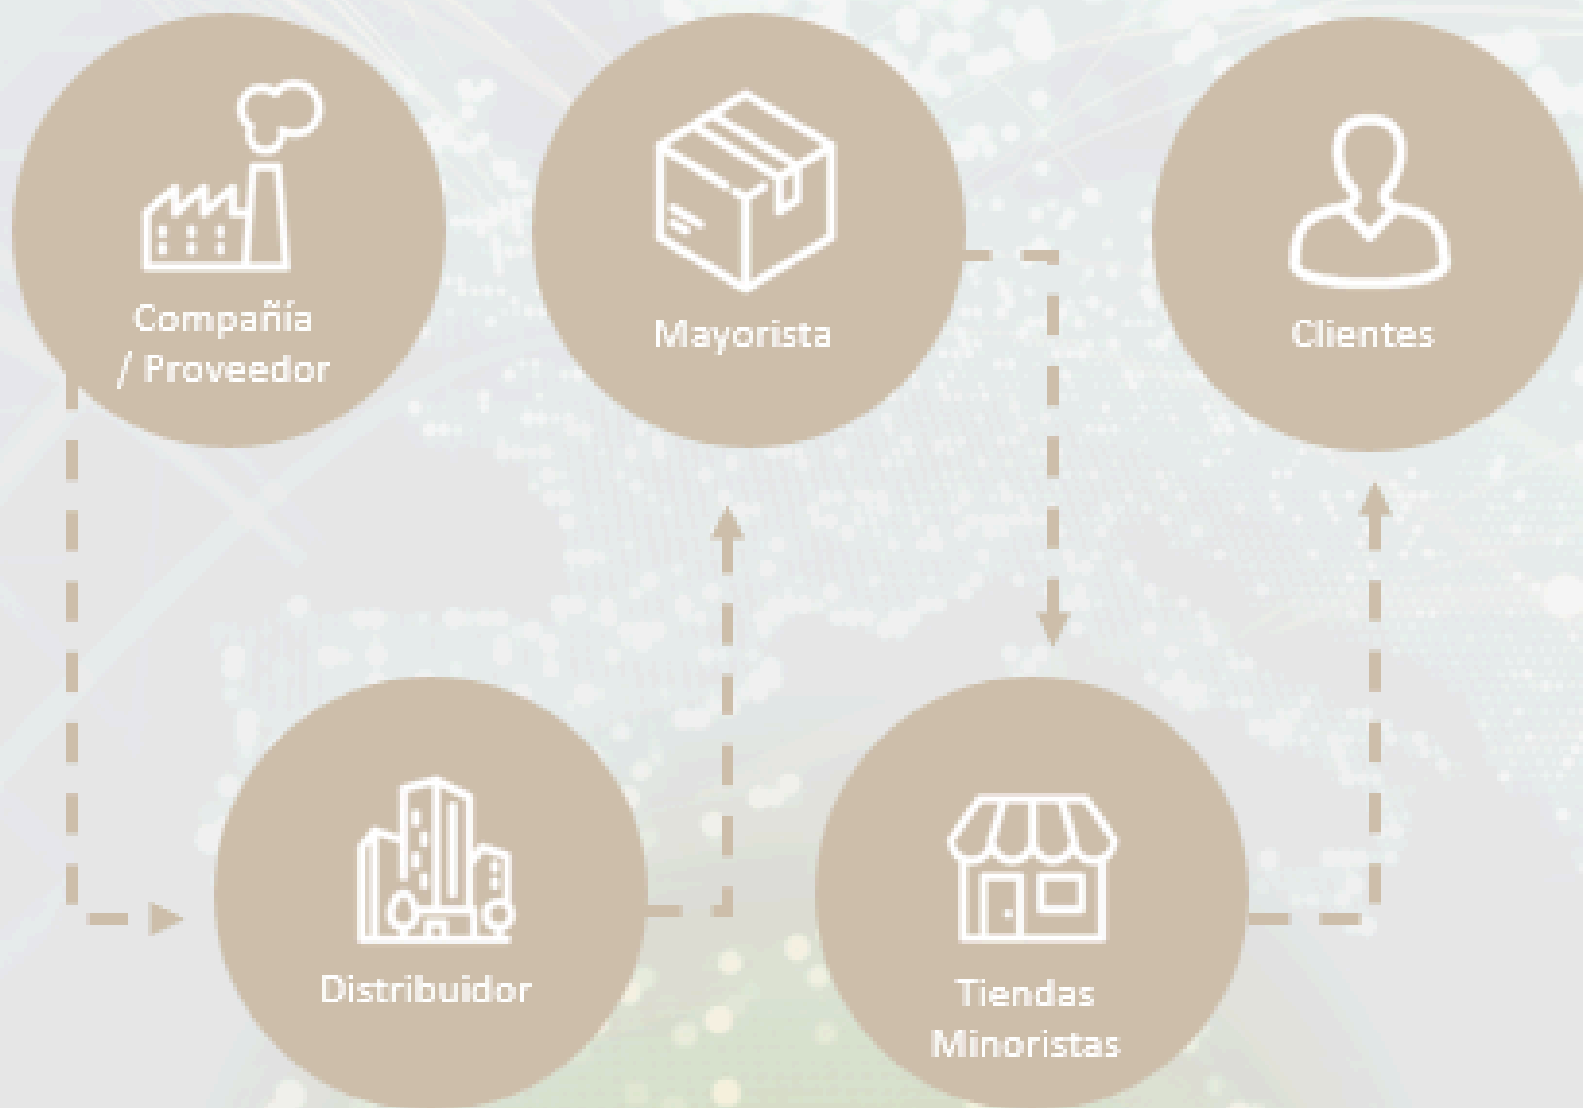 Compañía
/ Proveedor
Mayorista
Clientes
Distribuidor
Tiendas
Minoristas